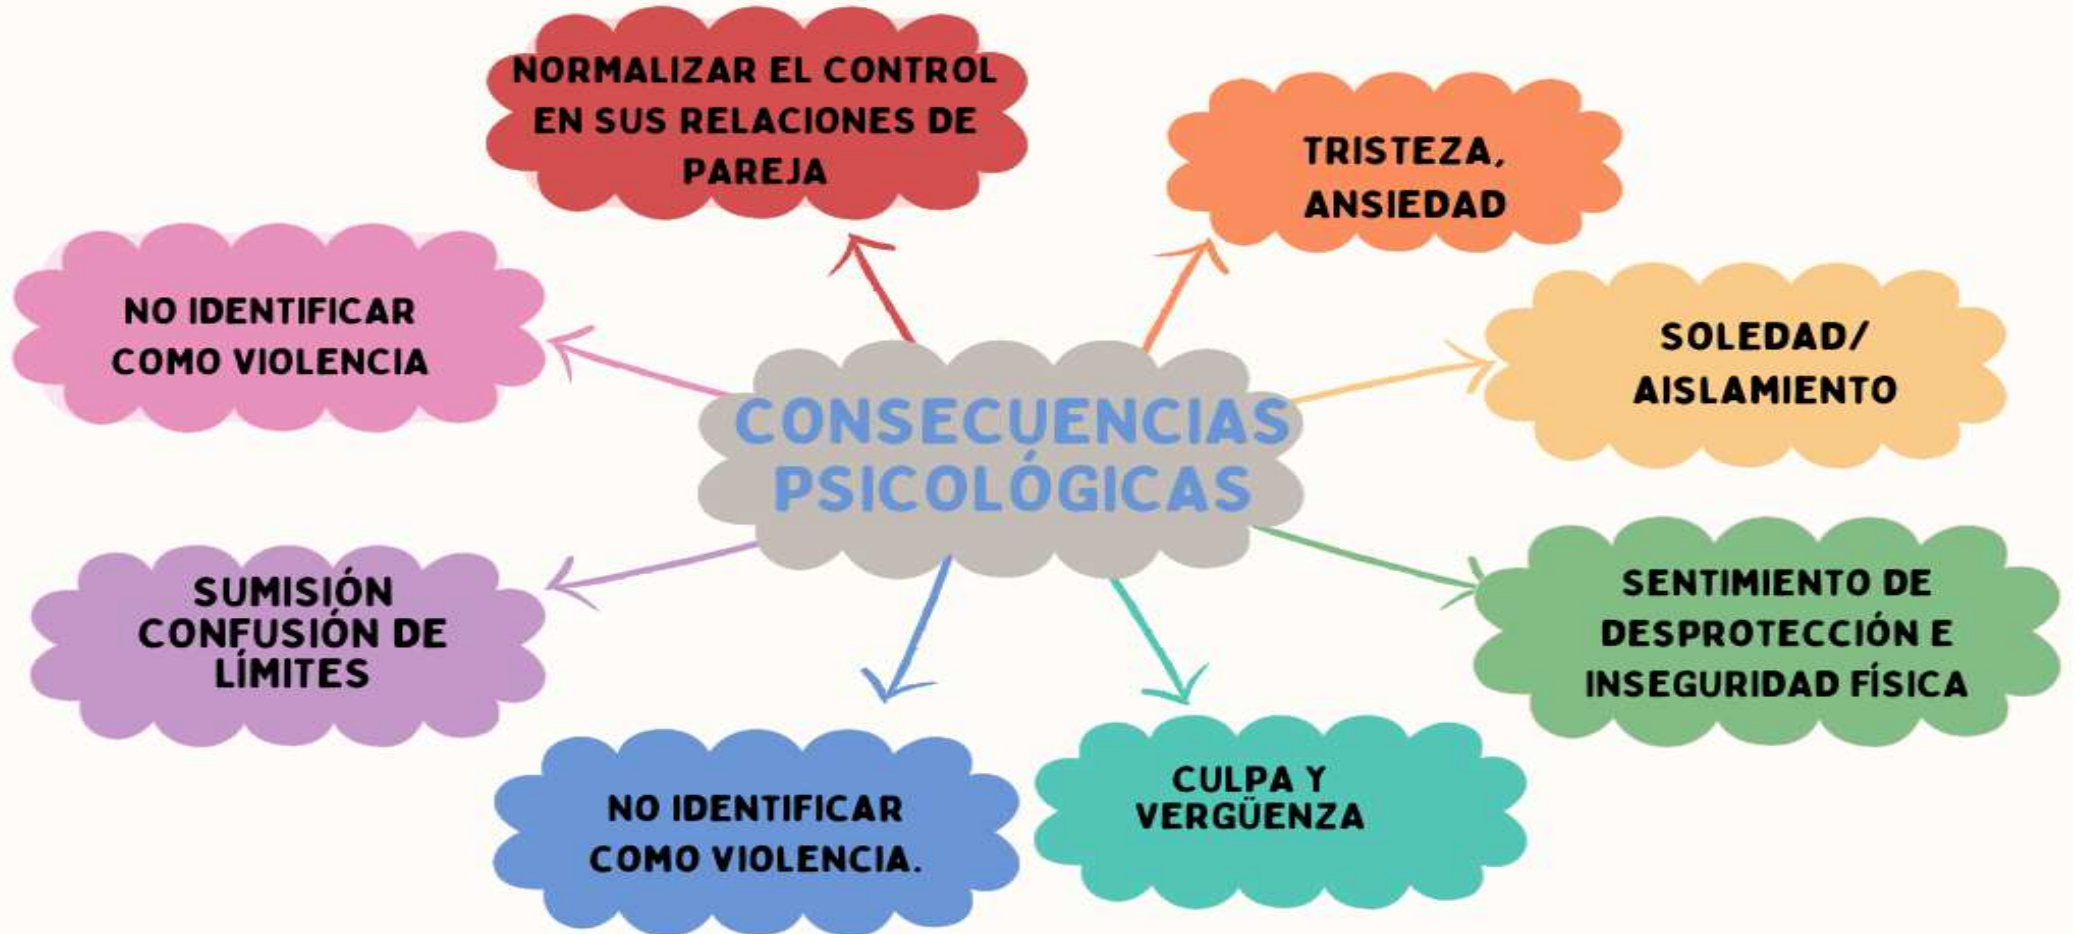 NORMALIZAR EL CONTROL
EN SUS RELACIONES DE
PAREJA
TRISTEZA,
ANSIEDAD
NO IDENTIFICAR
COMO VIOLENCIA
SOLEDAD/
AISLAMIENTO
CONSECUENCIAS
PSICOLÓGICAS
SUMISIÓN
CONFUSIÓN DE
LÍMITES
SENTIMIENTO DE
DESPROTECCIÓN E
INSEGURIDAD FÍSICA
NO IDENTIFICAR
COMO VIOLENCIA.
CULPA Y
VERGÜENZA